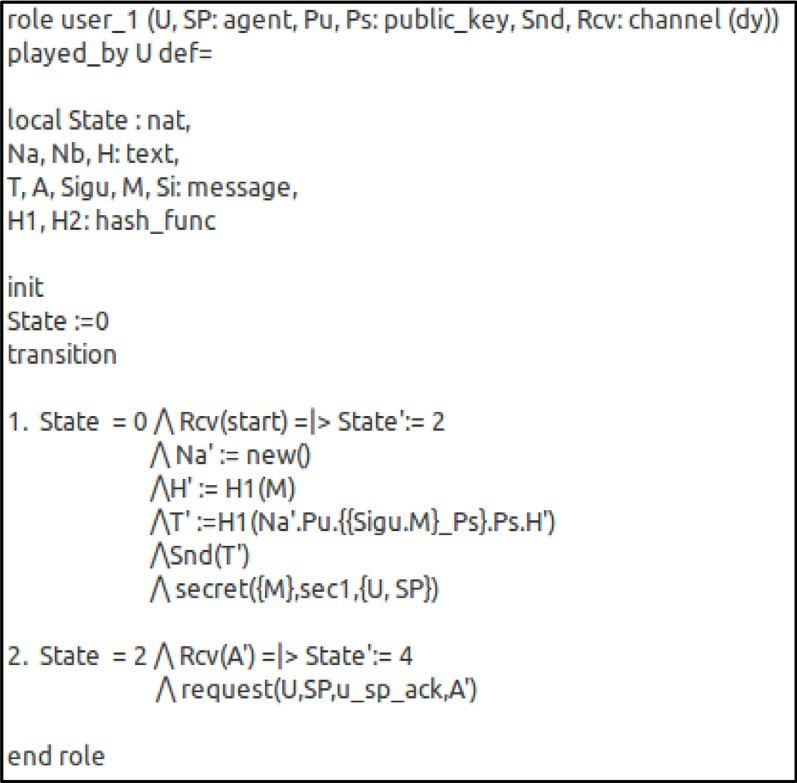 role user_1 (U, SP: agent, Pu, Ps: public_key, Snd, Rcv: channel (dy))
played_by U def=
local State : nat,
Na, Nb, H: text,
T, A, Sigu, M, Si: message,
H1, H2: hash_func
init
State :=0
transition
1. State = 0 /\ Rcv(start) =|> State':= 2
/\ Na' := new()
/\H' := H1(M)
/\T' :=H1(Na'.Pu.{{Sigu.M}_Ps}.Ps.H')
/\Snd(T')
/\ secret({M},sec1,{U, SP})
2. State = 2 /\ Rcv(A') =|> State':= 4
/\ request(U,SP,u_sp_ack,A')
end role